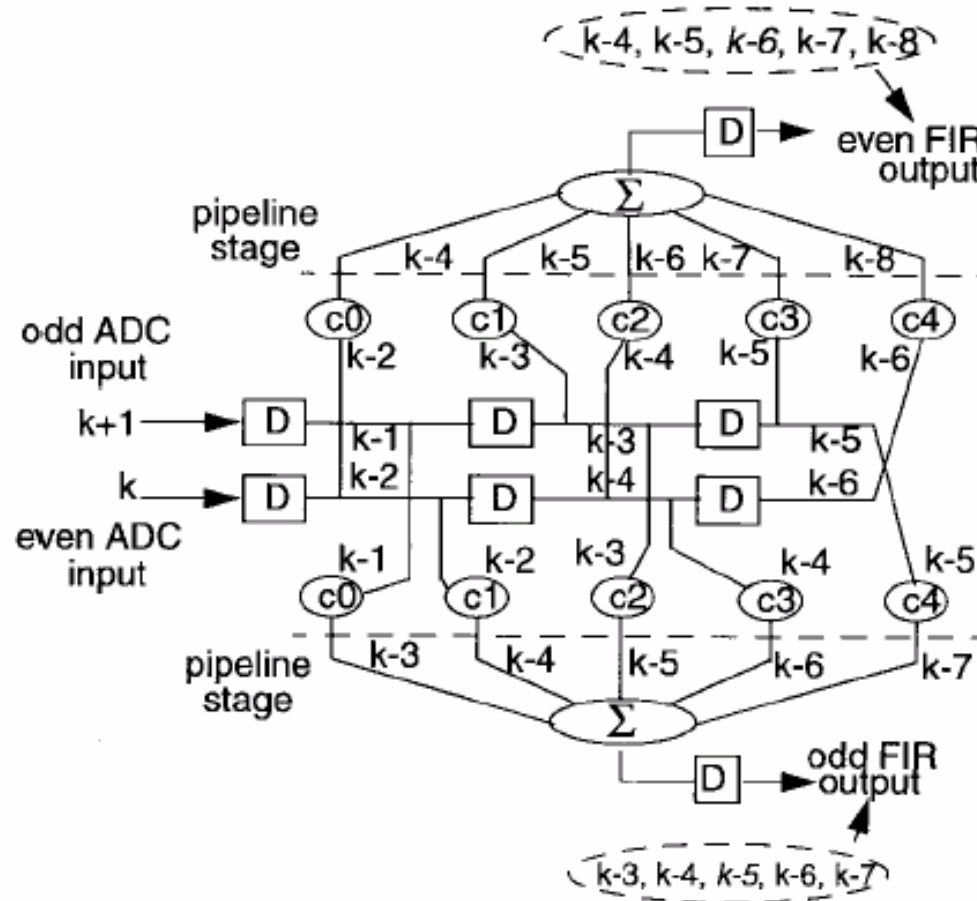 k-4, k-5, k-6, k-7, k-8
D
even FIR
output
Σ
pipeline
stage
k-4 k-5 k-6 k-7 k-8
c0 c1 c2 c3 c4
odd ADC
input
k-2 k-3 k-4 k-5 k-6
k+1 D D D
k-1 k-3 k-5
k-2 k-4 k-6
k D D D
even ADC
input
k-1 k-2 k-3 k-4 k-5
c0 c1 c2 c3 c4
pipeline
stage
k-3 k-4 k-5 k-6 k-7
Σ
D
odd FIR
output
k-3, k-4, k-5, k-6, k-7